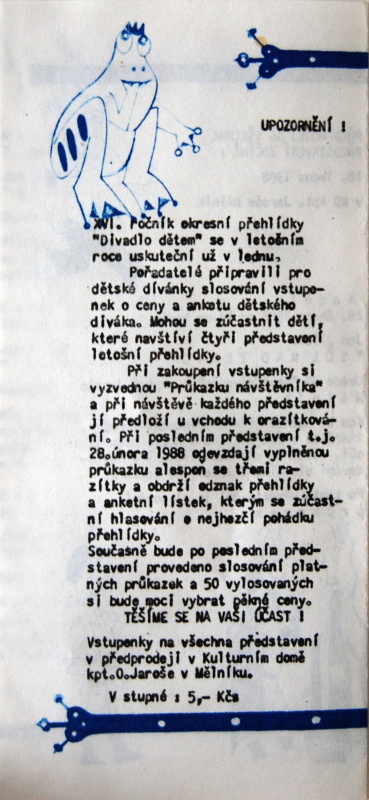 UPOZORNĚNÍ !
XVI. ročník okresní přehlídky
"Divadlo dětem" se v letošním
roce uskuteční už v lednu.
Pořadatelé připravili pro
dětské dívánky slosování vstupe-
nek o ceny a anketu dětského
diváka. Mohou se zúčastnit děti,
které navštíví čtyři představení
letošní přehlídky.
Při zakoupení vstupenky si
vyzvednou "Průkazku návštěvníka"
a při návštěvě každého představení
jí předloží u vchodu k orazítková-
ní. Při posledním představení t.j.
28.února 1988 odevzdají vyplněnou
průkazku alespon se třemi ra-
zítky a obdrží odznak přehlídky
a anketní lístek, kterým se zúčast-
ní hlasování o nejhezčí pohádku
přehlídky.
Současně bude po posledním před-
stavení provedeno slosování plat-
ných průkazek a 50 vylosovaných
si bude moci vybrat pěkné ceny.
TĚŠÍME SE NA VAŠI ÚČAST !
Vstupenky na všechna představení
v předprodeji v Kulturním domě
kpt.O.Jaroše v Mělníku.
V stupné : 5,- Kčs